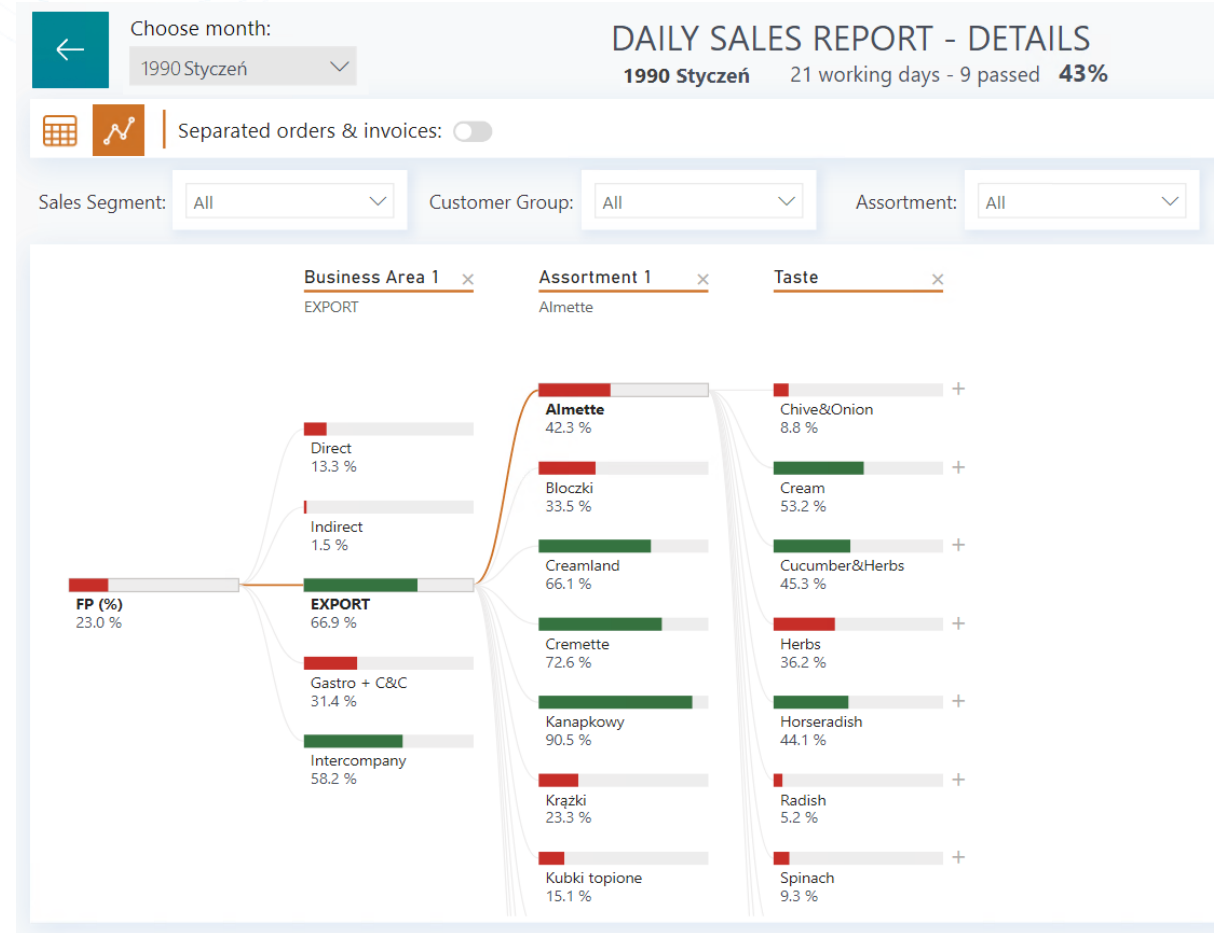 Choose month:
1990 Styczeń
DAILY SALES REPORT - DETAILS
1990 Styczeń 21 working days - 9 passed 43%
Separated orders & invoices:
Sales Segment: All Customer Group: All Assortment: All
Business Area 1 × Assortment 1 × Taste ×
EXPORT Almette
FP (%)
23.0 %
Direct
13.3 %
Indirect
1.5 %
EXPORT
66.9 %
Gastro + C&C
31.4 %
Intercompany
58.2 %
Almette
42.3 %
Bloczki
33.5 %
Creamland
66.1 %
Cremette
72.6 %
Kanapkowy
90.5 %
Krążki
23.3 %
Kubki topione
15.1 %
Chive&Onion
8.8 %
Cream
53.2 %
Cucumber&Herbs
45.3 %
Herbs
36.2 %
Horseradish
44.1 %
Radish
5.2 %
Spinach
9.3 %